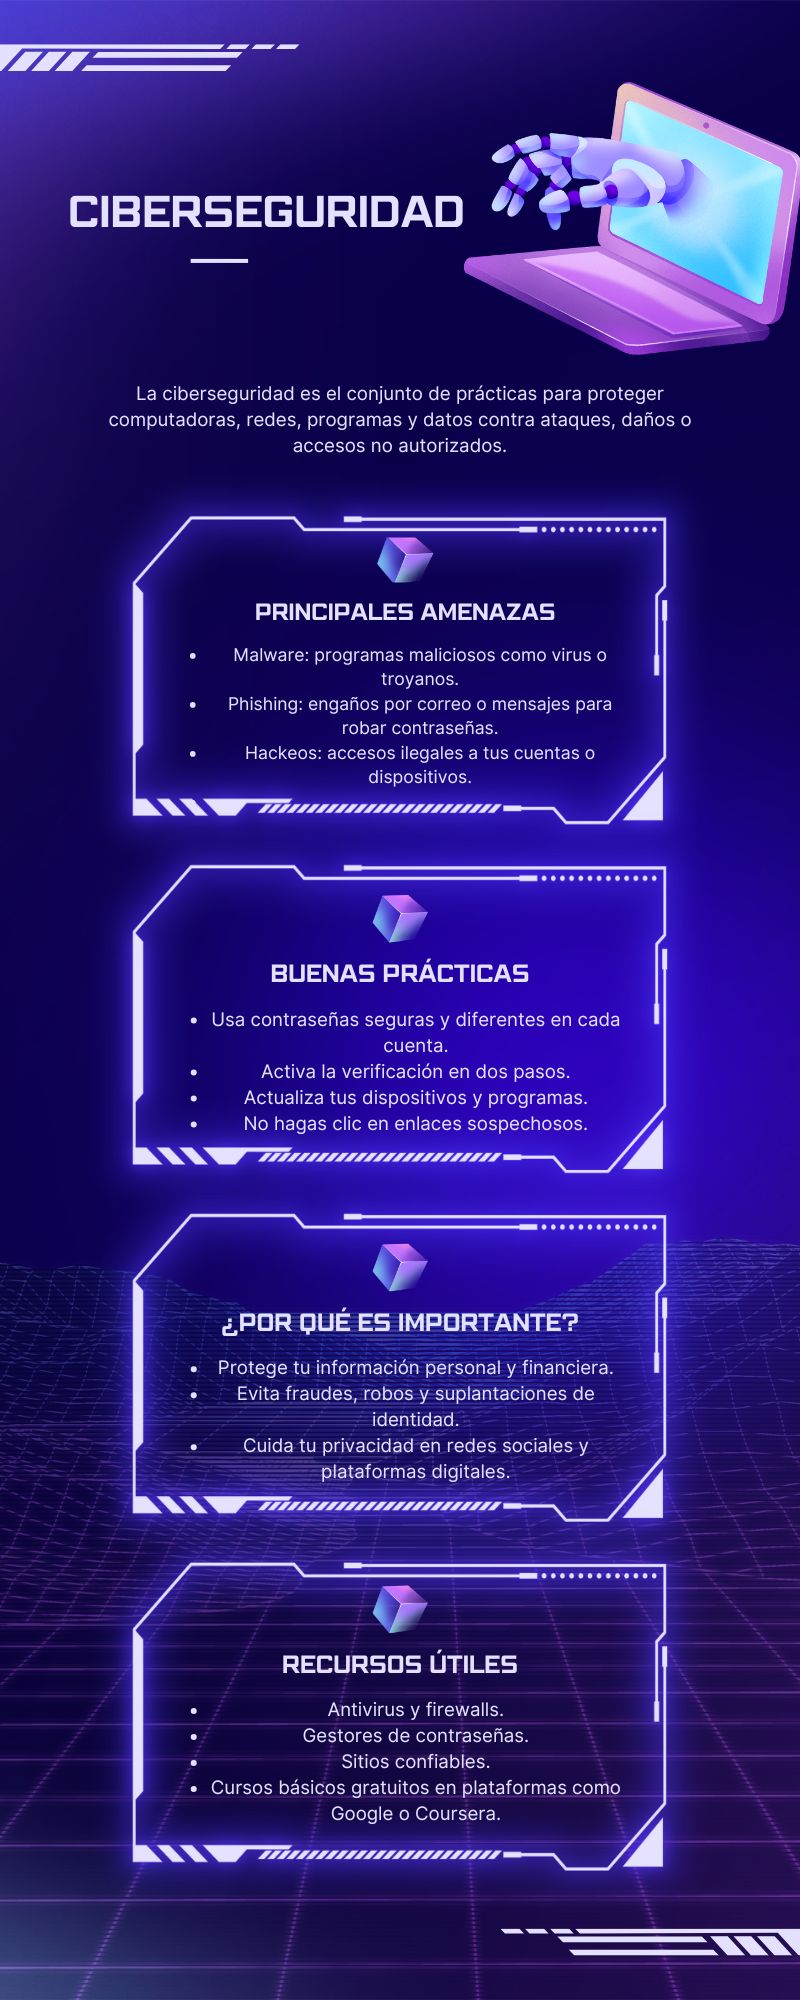 CIBERSEGURIDAD
La ciberseguridad es el conjunto de prácticas para proteger
computadoras, redes, programas y datos contra ataques, daños o
accesos no autorizados.
PRINCIPALES AMENAZAS
• Malware: programas maliciosos como virus o
troyanos.
• Phishing: engaños por correo o mensajes para
robar contraseñas.
• Hackeos: accesos ilegales a tus cuentas o
dispositivos.
BUENAS PRÁCTICAS
• Usa contraseñas seguras y diferentes en cada
cuenta.
• Activa la verificación en dos pasos.
• Actualiza tus dispositivos y programas.
• No hagas clic en enlaces sospechosos.
¿POR QUÉ ES IMPORTANTE?
• Protege tu información personal y financiera.
• Evita fraudes, robos y suplantaciones de
identidad.
• Cuida tu privacidad en redes sociales y
plataformas digitales.
RECURSOS ÚTILES
• Antivirus y firewalls.
• Gestores de contraseñas.
• Sitios confiables.
• Cursos básicos gratuitos en plataformas como
Google o Coursera.